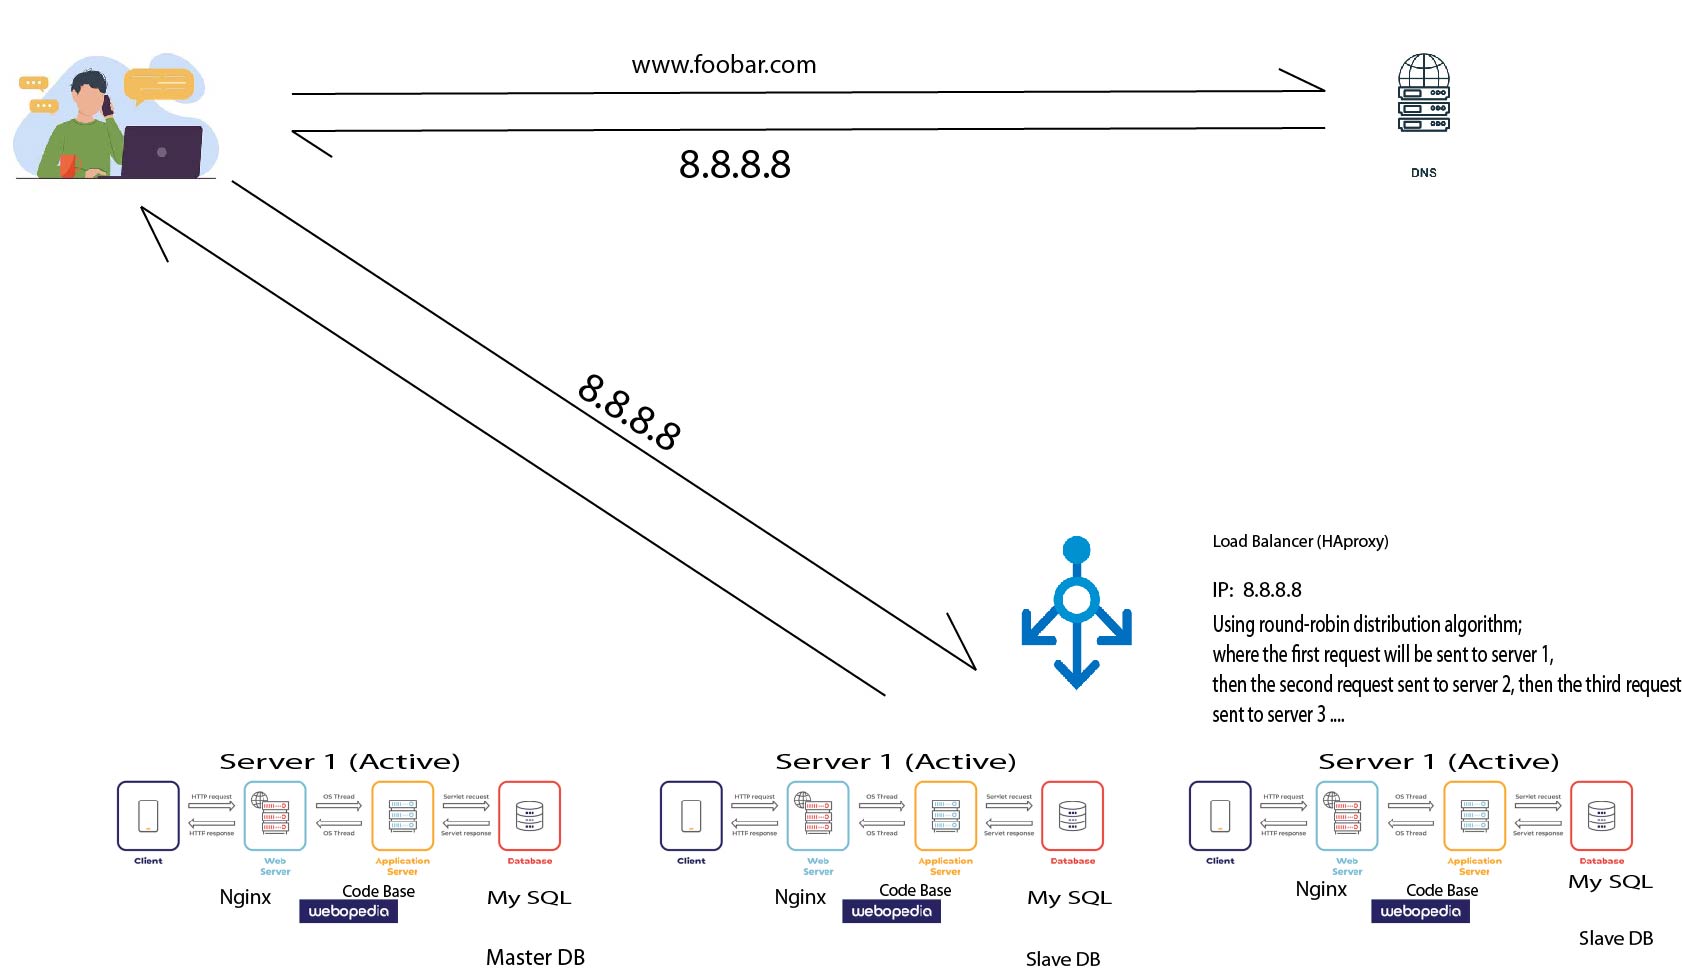 www.foobar.com
8.8.8.8
DNS
8.8.8.8
Load Balancer (HAproxy)
IP: 8.8.8.8
Using round-robin distribution algorithm;
where the first request will be sent to server 1,
then the second request sent to server 2, then the third request
sent to server 3 ....
Server 1 (Active)
HTTP request
OS Thread
Servlet request
HTTP response
OS Thread
Servlet response
Client
Web
Server
Application
Server
Database
Nginx
Code Base
My SQL
webopedia
Master DB
Server 1 (Active)
HTTP request
OS Thread
Servlet request
HTTP response
OS Thread
Servlet response
Client
Web
Server
Application
Server
Database
Nginx
Code Base
My SQL
webopedia
Slave DB
Server 1 (Active)
HTTP request
OS Thread
Servlet request
HTTP response
OS Thread
Servlet response
Client
Web
Server
Application
Server
Database
Nginx
Code Base
My SQL
webopedia
Slave DB